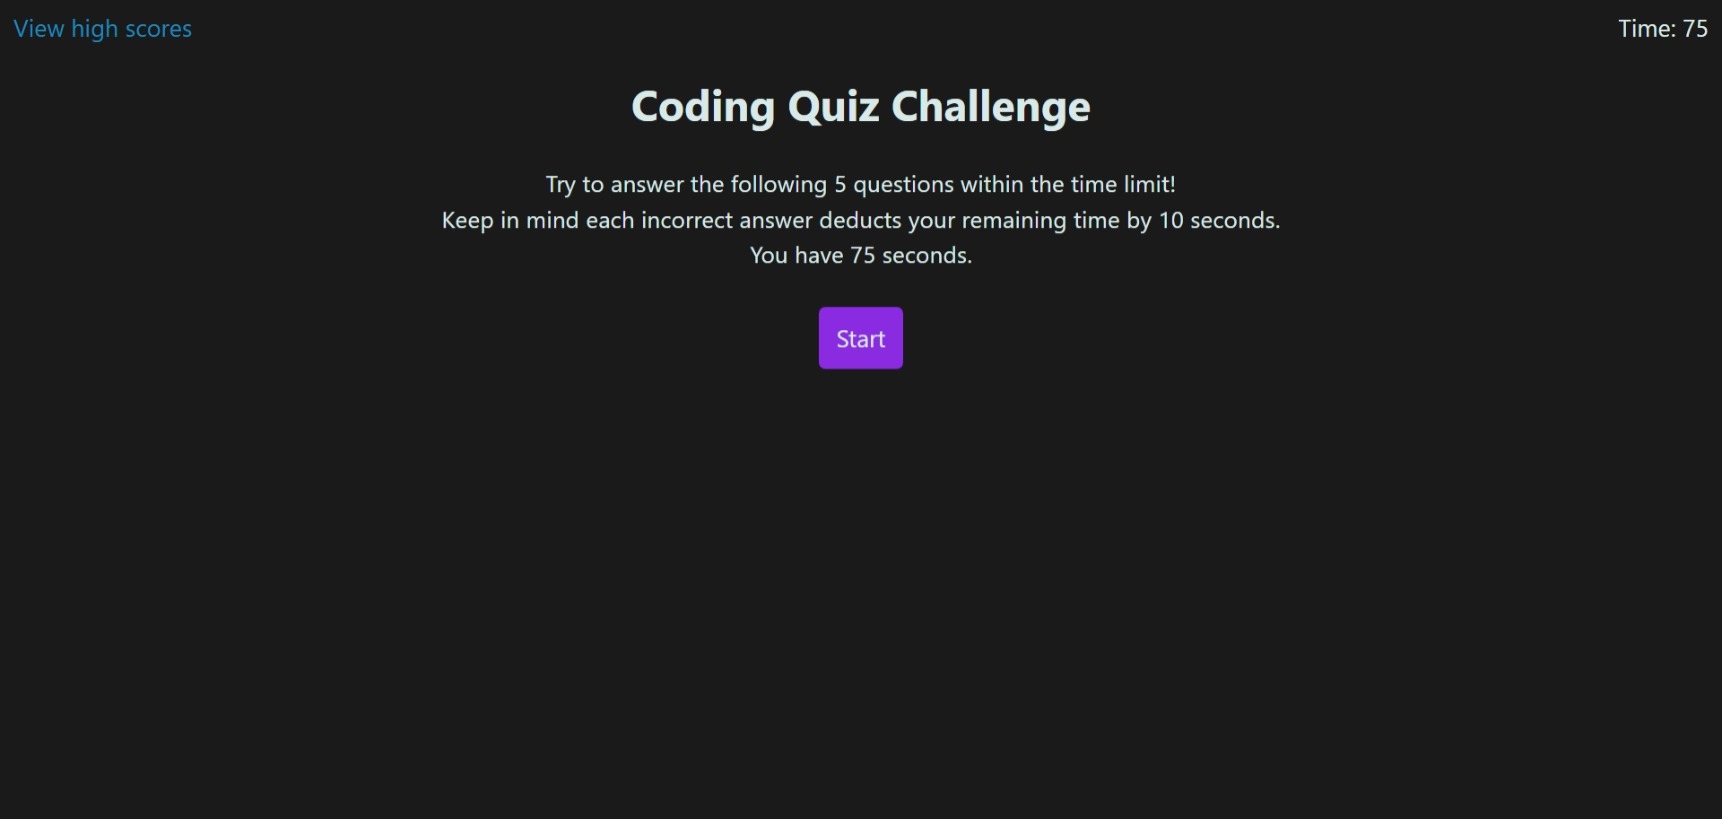 View high scores
Time: 75
Coding Quiz Challenge
Try to answer the following 5 questions within the time limit!
Keep in mind each incorrect answer deducts your remaining time by 10 seconds.
You have 75 seconds.
Start